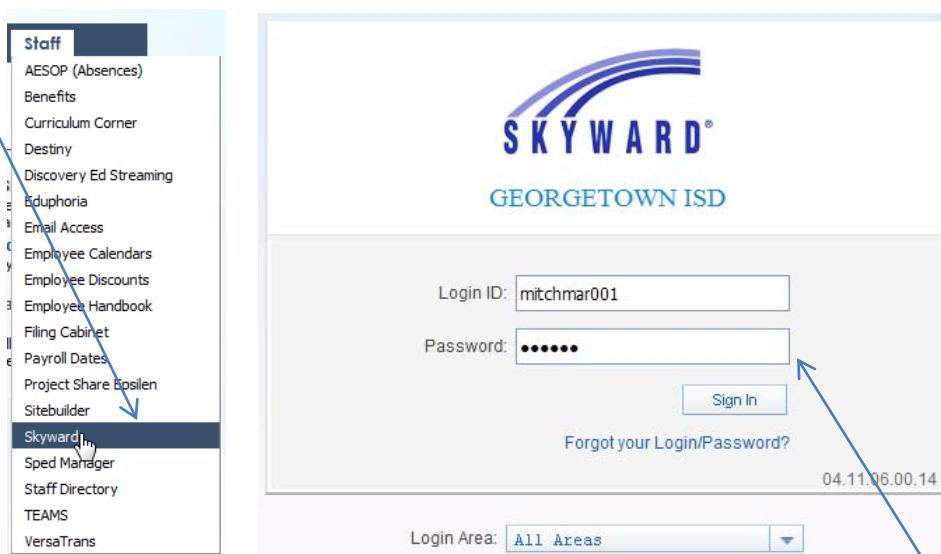 Staff
AESOP (Absences)
Benefits
Curriculum Corner
Destiny
Discovery Ed Streaming
Eduphoria
Email Access
Employee Calendars
Employee Discounts
Employee Handbook
Filing Cabinet
Payroll Dates
Project Share Epsilen
Sitebuilder
Skyward
Sped Manager
Staff Directory
TEAMS
VersaTrans
SKYWARD®
GEORGETOWN ISD
Login ID: mitchmar001
Password: ••••••
Sign In
Forgot your Login/Password?
04.11.06.00.14
Login Area: All Areas